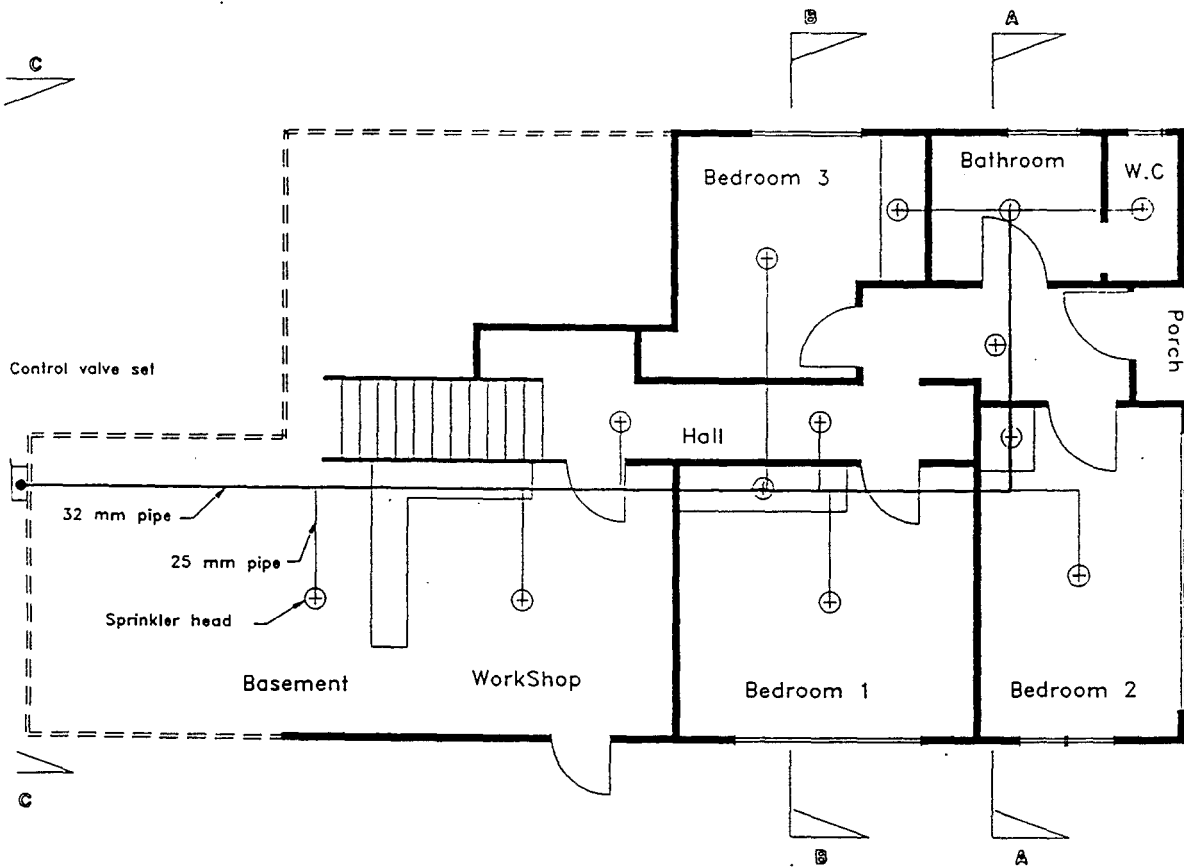 B
A
C
Bedroom 3
Bathroom
W.C
Porch
Control valve set
Hall
32 mm pipe
25 mm pipe
Sprinkler head
Basement
WorkShop
Bedroom 1
Bedroom 2
C
B
A